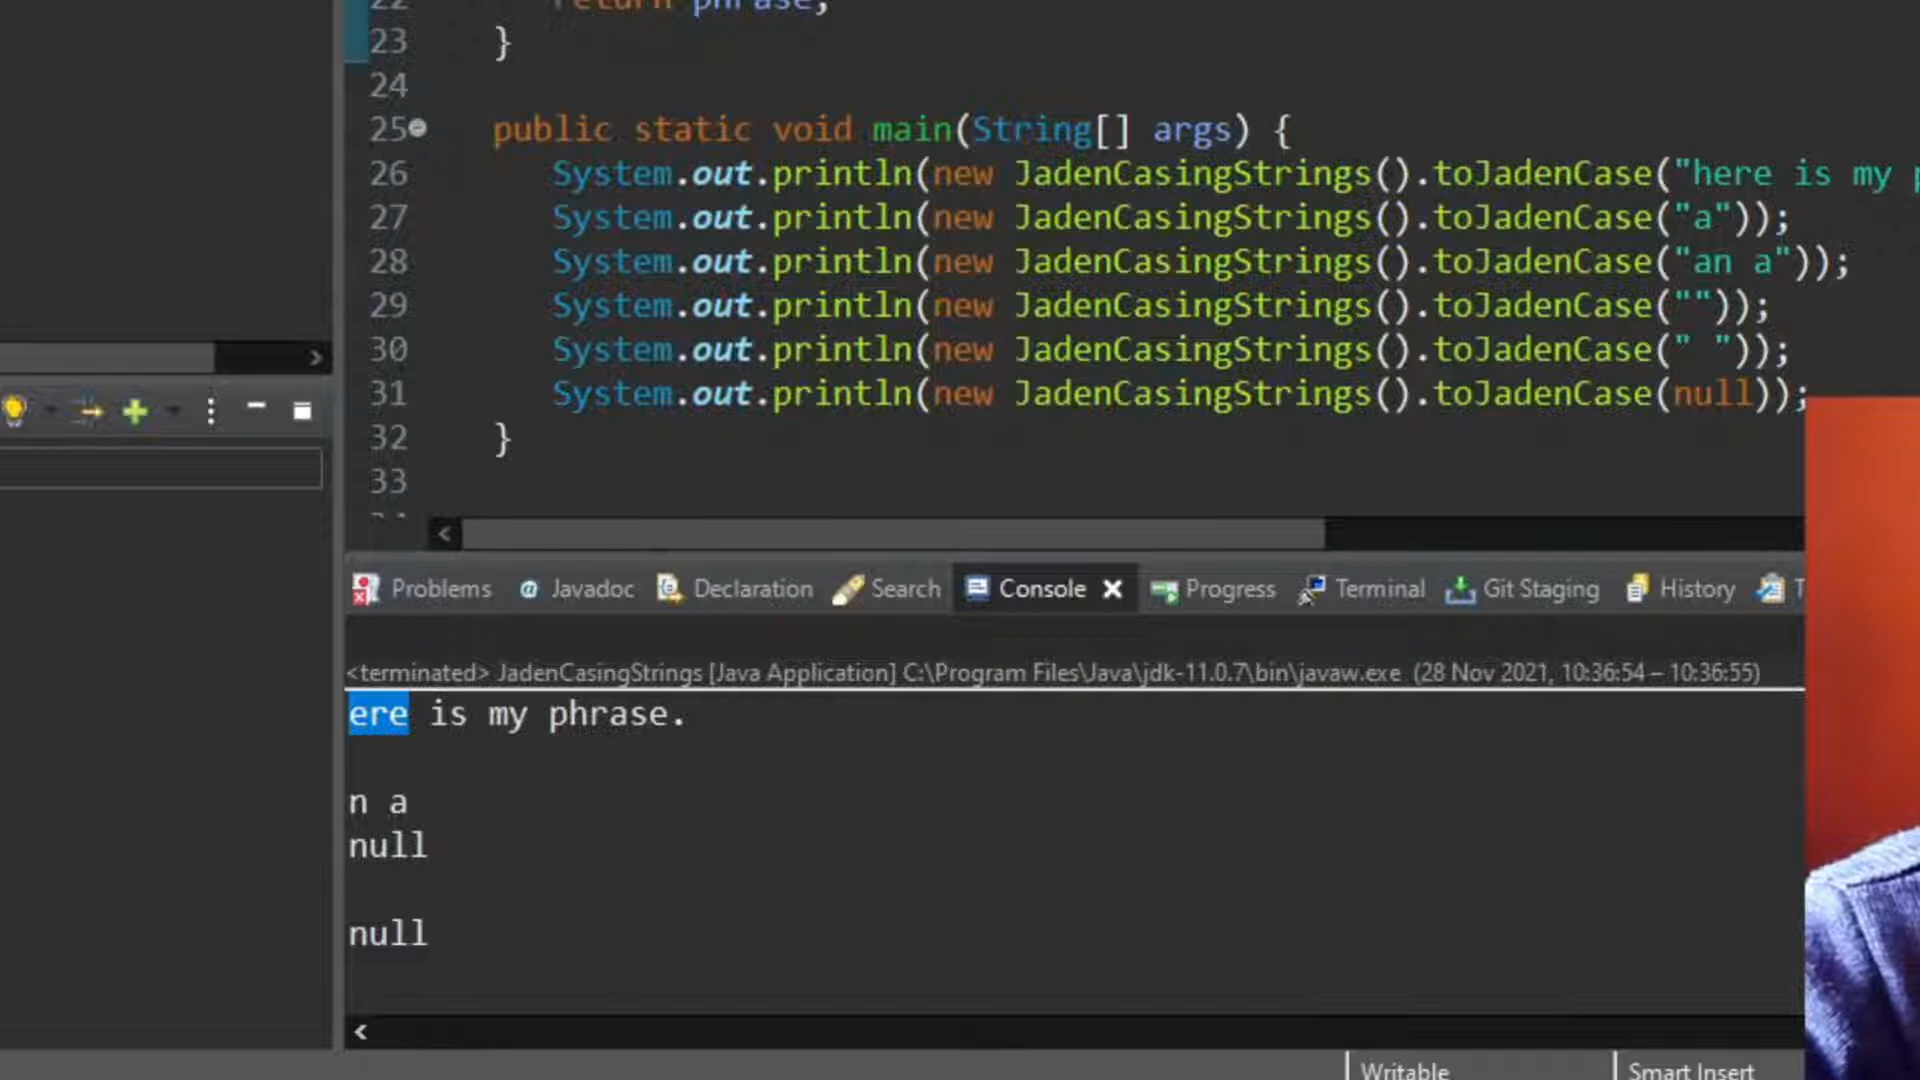 22 return phrase;
23 }
24
25 public static void main(String[] args) {
26 System.out.println(new JadenCasingStrings().toJadenCase("here is my
27 System.out.println(new JadenCasingStrings().toJadenCase("a"));
28 System.out.println(new JadenCasingStrings().toJadenCase("an a"));
29 System.out.println(new JadenCasingStrings().toJadenCase(""));
30 System.out.println(new JadenCasingStrings().toJadenCase(" "));
31 System.out.println(new JadenCasingStrings().toJadenCase(null));
32 }
33
Problems @ Javadoc Declaration Search Console Progress Terminal Git Staging History
<terminated> JadenCasingStrings [Java Application] C:\Program Files\Java\jdk-11.0.7\bin\javaw.exe (28 Nov 2021, 10:36:54 – 10:36:55)
ere is my phrase.
n a
null
null
Writable Smart Insert